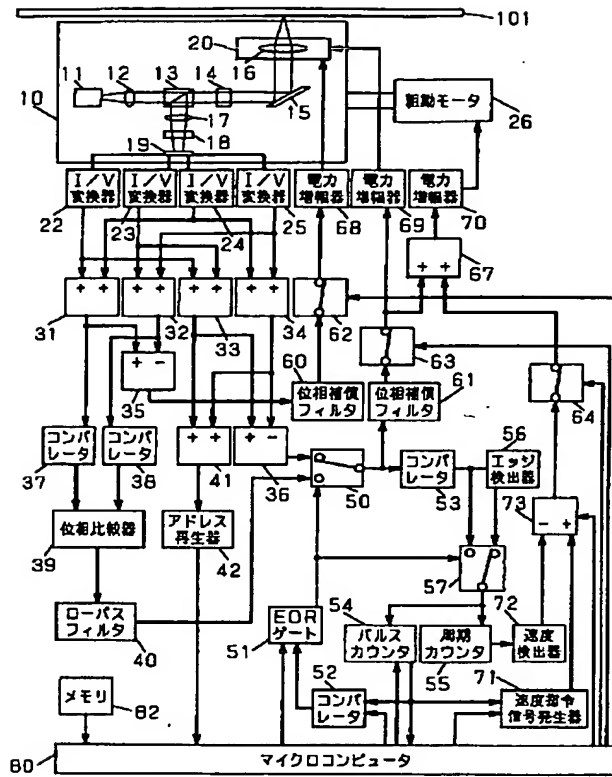 101
20
16
11 12 13 14
15
17
18
10
19
粗動モータ
26
I/V
変換器
I/V
変換器
I/V
変換器
I/V
変換器
電力
増幅器
電力
増幅器
電力
増幅器
22 23 24 25 68 69 70
+ +
67
+ +
+ +
+ +
+ +
31 32 33 34 62
63
64
+ -
35
60
位相補償
フィルタ
61
位相補償
フィルタ
コンパレータ
コンパレータ
37 38
+ +
41
+ -
36
50
コンパレータ
53
56
エッジ
検出器
73
- +
位相比較器
39
アドレス
再生器
42
57
ローパス
フィルタ
40
EORゲート
51
54
パルス
カウンタ
周期
カウンタ
55
72
速度
検出器
52
コンパレータ
71
速度指令
信号発生器
メモリ
82
80
マイクロコンピュータ